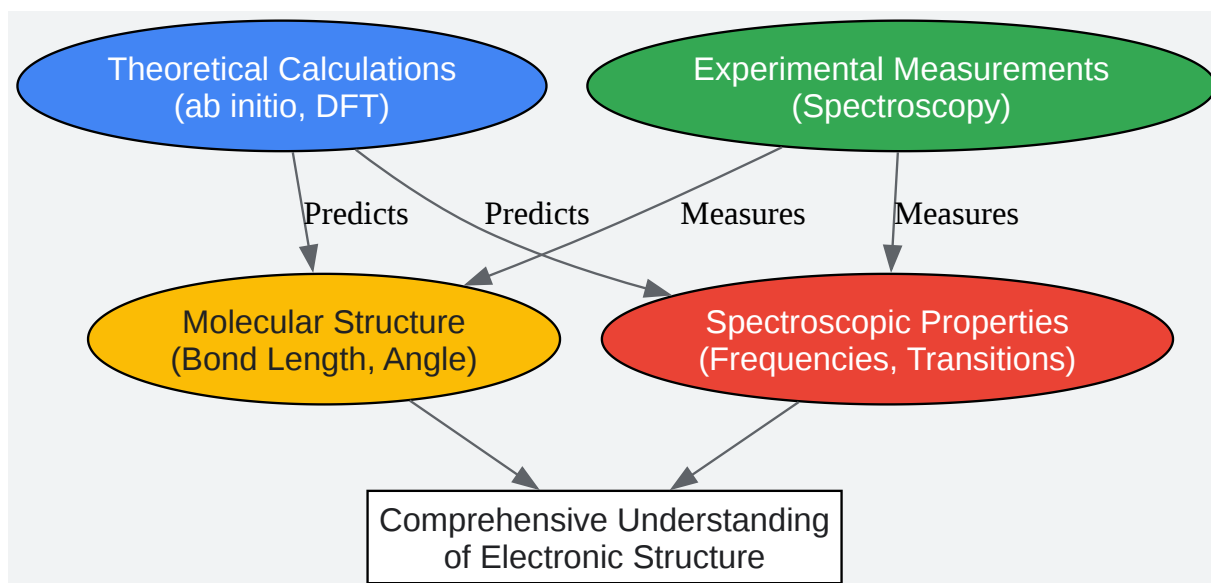 Theoretical Calculations
(ab initio, DFT)
Experimental Measurements
(Spectroscopy)
Predicts
Predicts
Measures
Measures
Molecular Structure
(Bond Length, Angle)
Spectroscopic Properties
(Frequencies, Transitions)
Comprehensive Understanding
of Electronic Structure